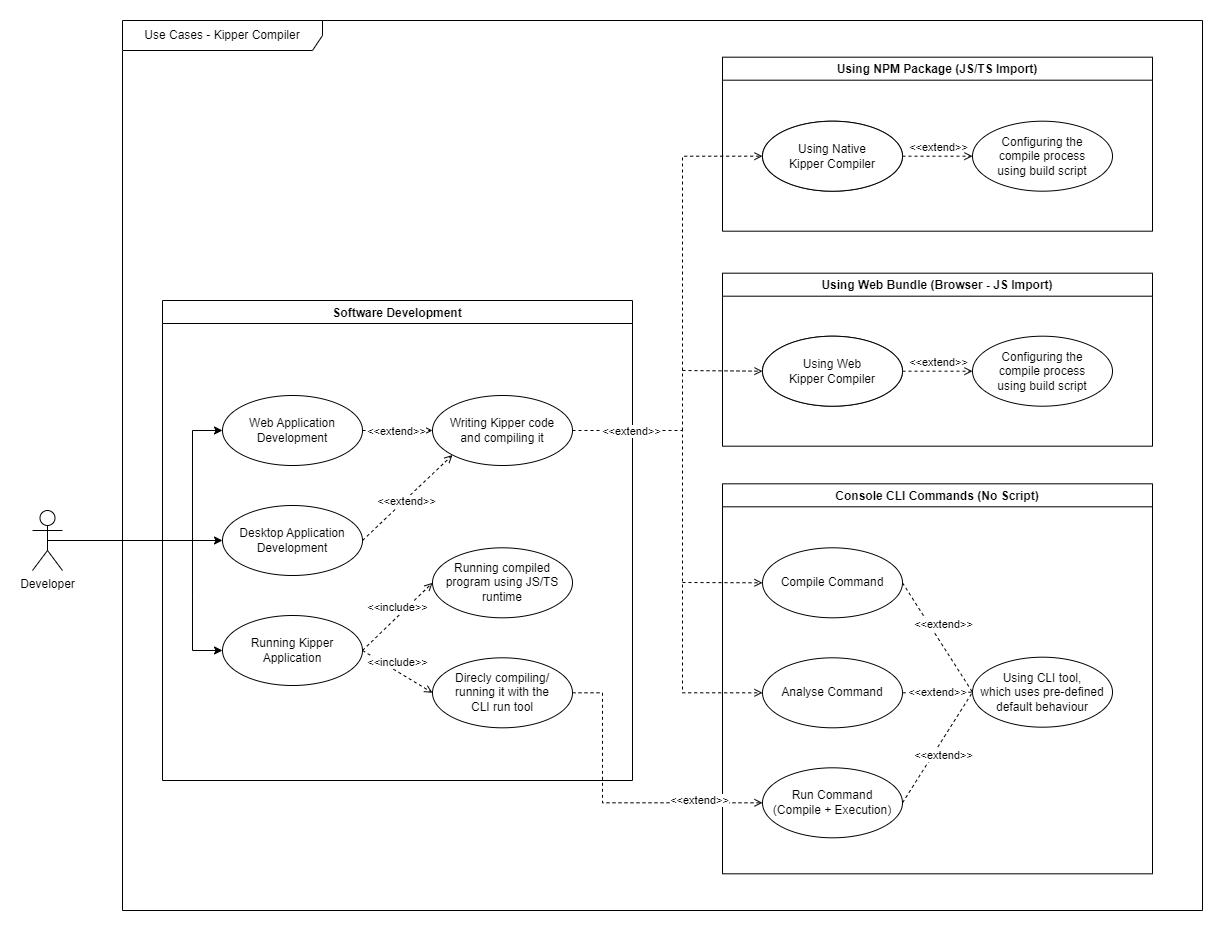 Use Cases - Kipper Compiler
Using NPM Package (JS/TS Import)
Using Native
Kipper Compiler
<<extend>>
Configuring the
compile process
using build script
Using Web Bundle (Browser - JS Import)
Using Web
Kipper Compiler
<<extend>>
Configuring the
compile process
using build script
Software Development
Web Application
Development
<<extend>>
Writing Kipper code
and compiling it
<<extend>>
Desktop Application
Development
<<extend>>
Running Kipper
Application
<<include>>
Running compiled
program using JS/TS
runtime
<<include>>
Direcly compiling/
running it with the
CLI run tool
<<extend>>
Developer
Console CLI Commands (No Script)
Compile Command
<<extend>>
Analyse Command
<<extend>>
Using CLI tool,
which uses pre-defined
default behaviour
<<extend>>
Run Command
(Compile + Execution)